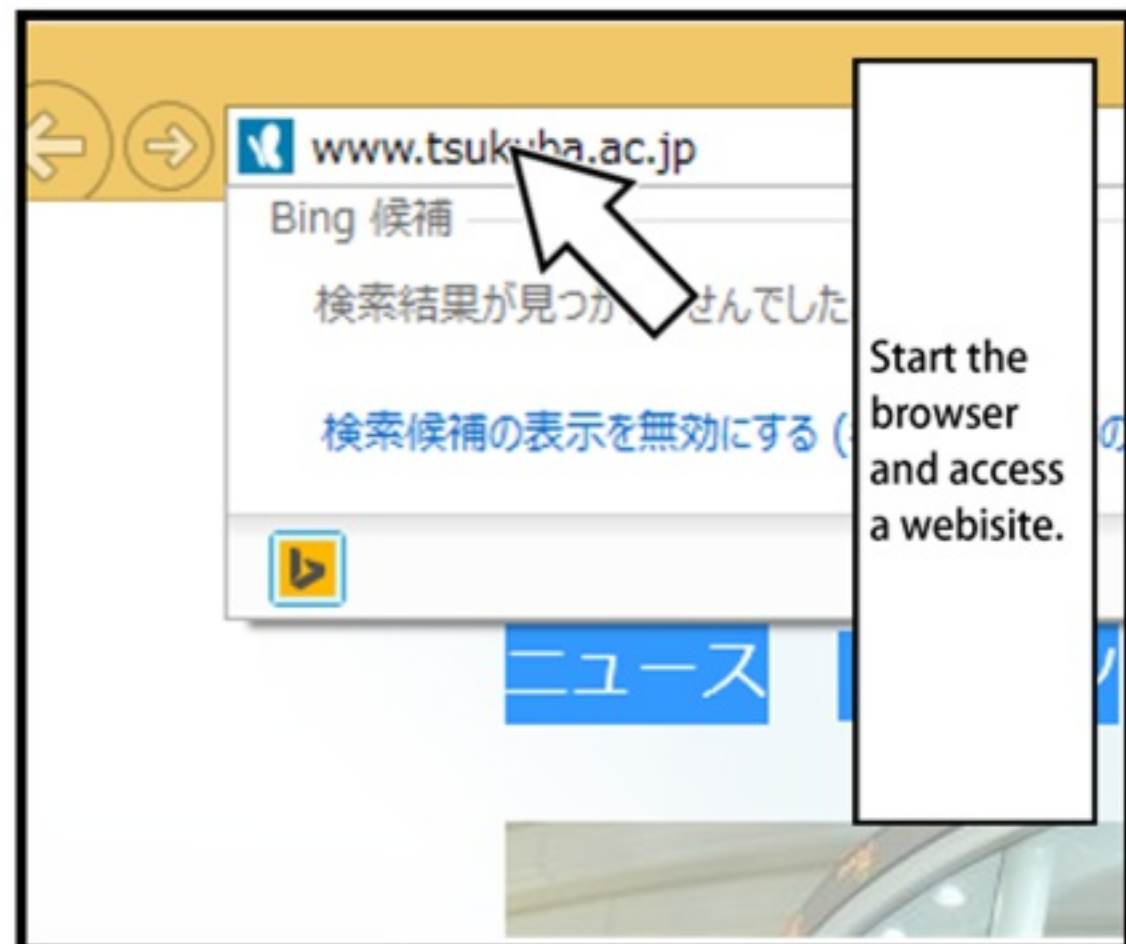 www.tsukuba.ac.jp
Bing 候補
検索結果が見つか せんでした
検索候補の表示を無効にする (
の
Start the
browser
and access
a webisite.
ニュース